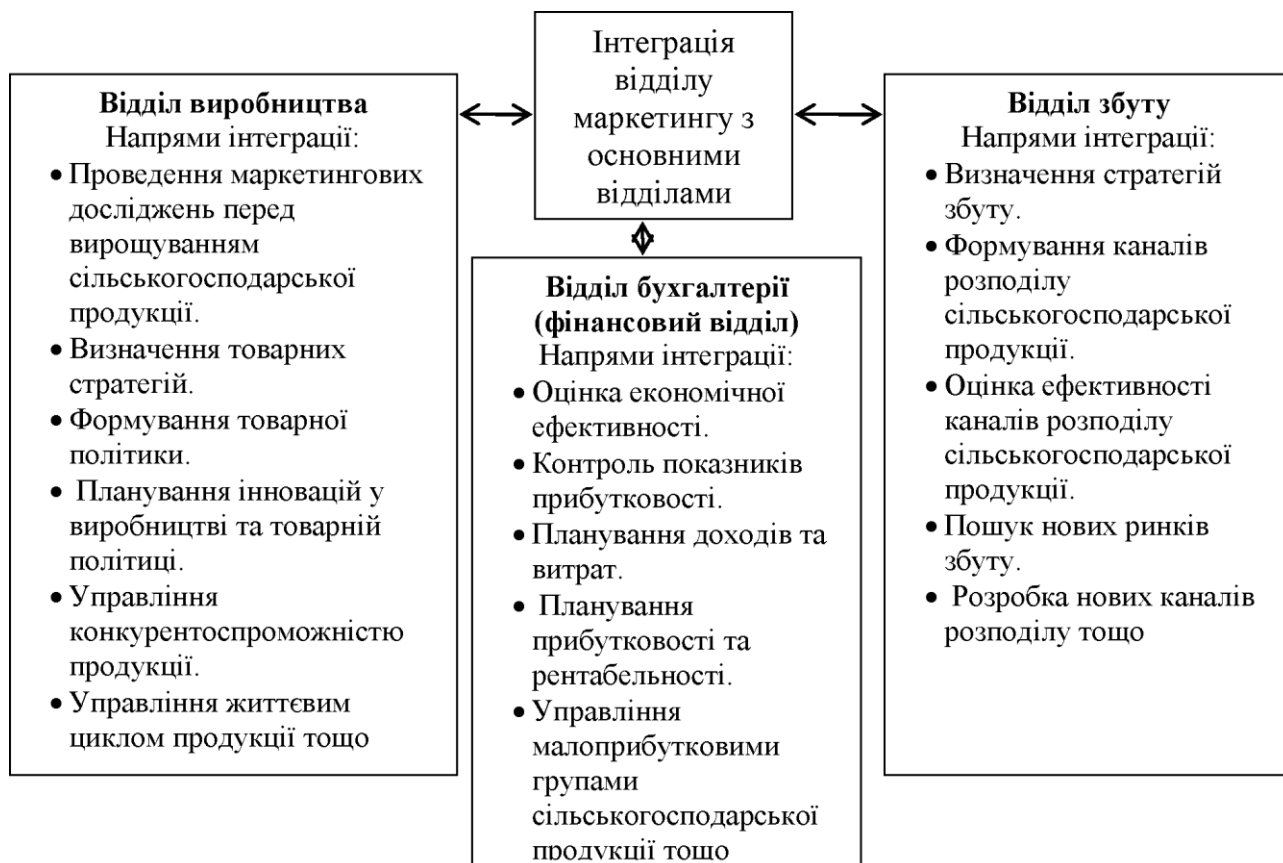 Інтеграція
відділу
маркетингу з
основними
відділами
Відділ виробництва
Напрями інтеграції:
• Проведення маркетингових
досліджень перед
вирощуванням
сільськогосподарської
продукції.
• Визначення товарних
стратегій.
• Формування товарної
політики.
• Планування інновацій у
виробництві та товарній
політиці.
• Управління
конкурентоспроможністю
продукції.
• Управління життєвим
циклом продукції тощо
Відділ бухгалтерії
(фінансовий відділ)
Напрями інтеграції:
• Оцінка економічної
ефективності.
• Контроль показників
прибутковості.
• Планування доходів та
витрат.
• Планування
прибутковості та
рентабельності.
• Управління
малоприбутковими
групами
сільськогосподарської
продукції тощо
Відділ збуту
Напрями інтеграції:
• Визначення стратегій
збуту.
• Формування каналів
розподілу
сільськогосподарської
продукції.
• Оцінка ефективності
каналів розподілу
сільськогосподарської
продукції.
• Пошук нових ринків
збуту.
• Розробка нових каналів
розподілу тощо